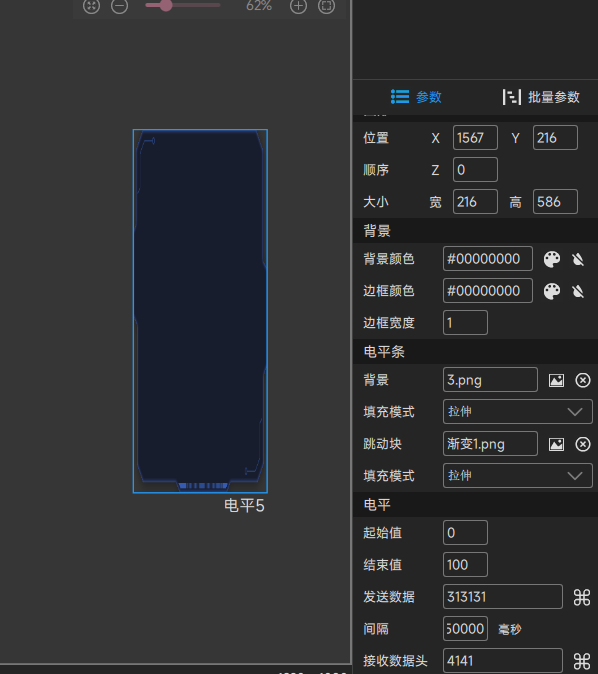 62%
参数
批量参数
位置 X 1567 Y 216
顺序 Z 0
大小 宽 216 高 586
背景
背景颜色 #00000000
边框颜色 #00000000
边框宽度 1
电平条
背景 3.png
填充模式 拉伸
跳动块 渐变1.png
填充模式 拉伸
电平
电平5
起始值 0
结束值 100
发送数据 313131
间隔 50000 毫秒
接收数据头 4141